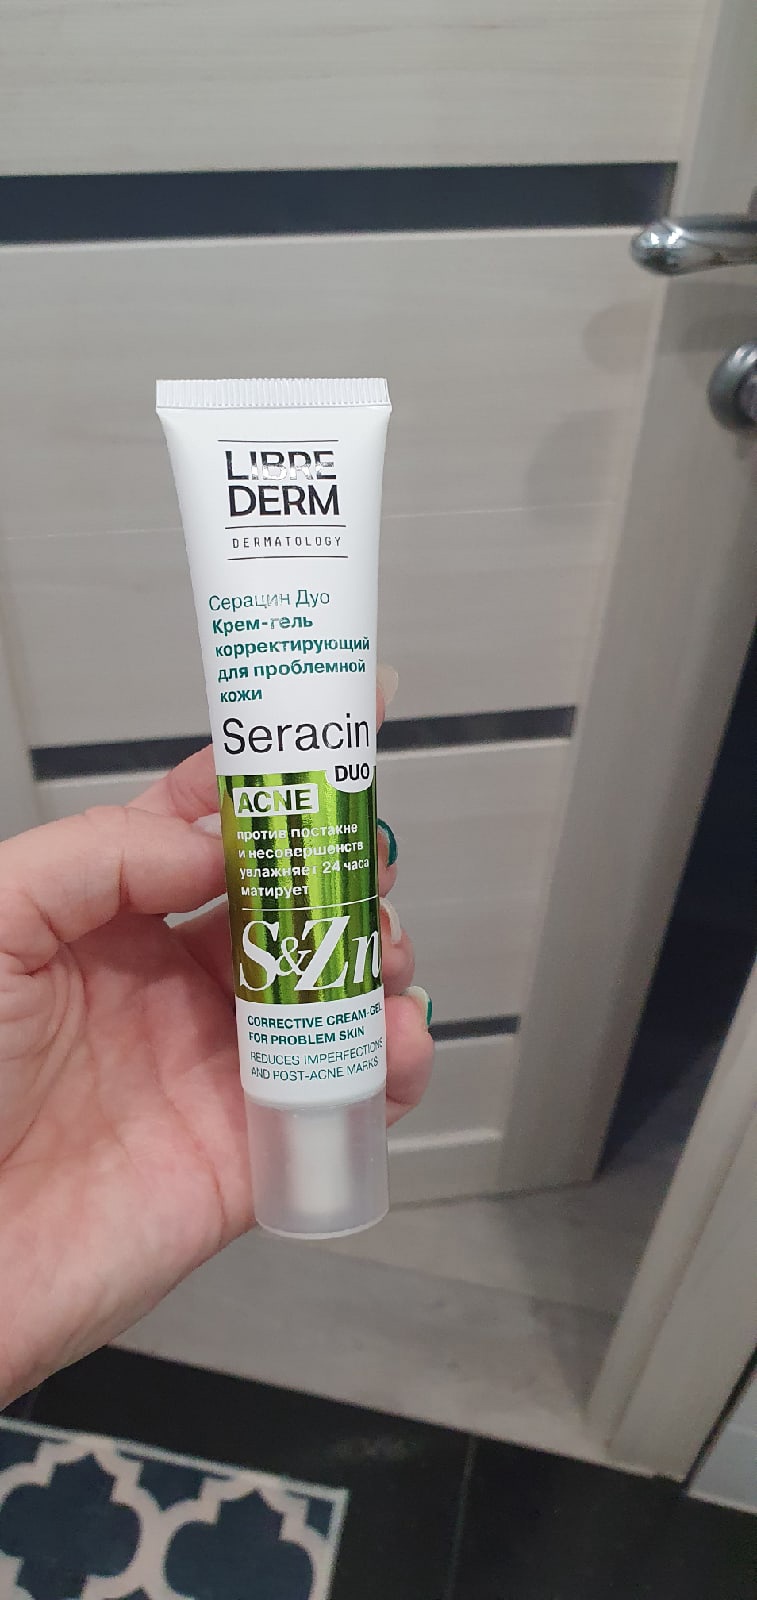 LIBRE
DERM
DERMATOLOGY
Серацин Дуо
Крем-гель
корректирующий
для проблемной
кожи
Seracin
DUO
ACNE
против постакне
и несовершенств
увлажняет 24 часа
матирует
S&Zn
CORRECTIVE CREAM-GEL
FOR PROBLEM SKIN
REDUCES IMPERFECTIONS
AND POST-ACNE MARKS